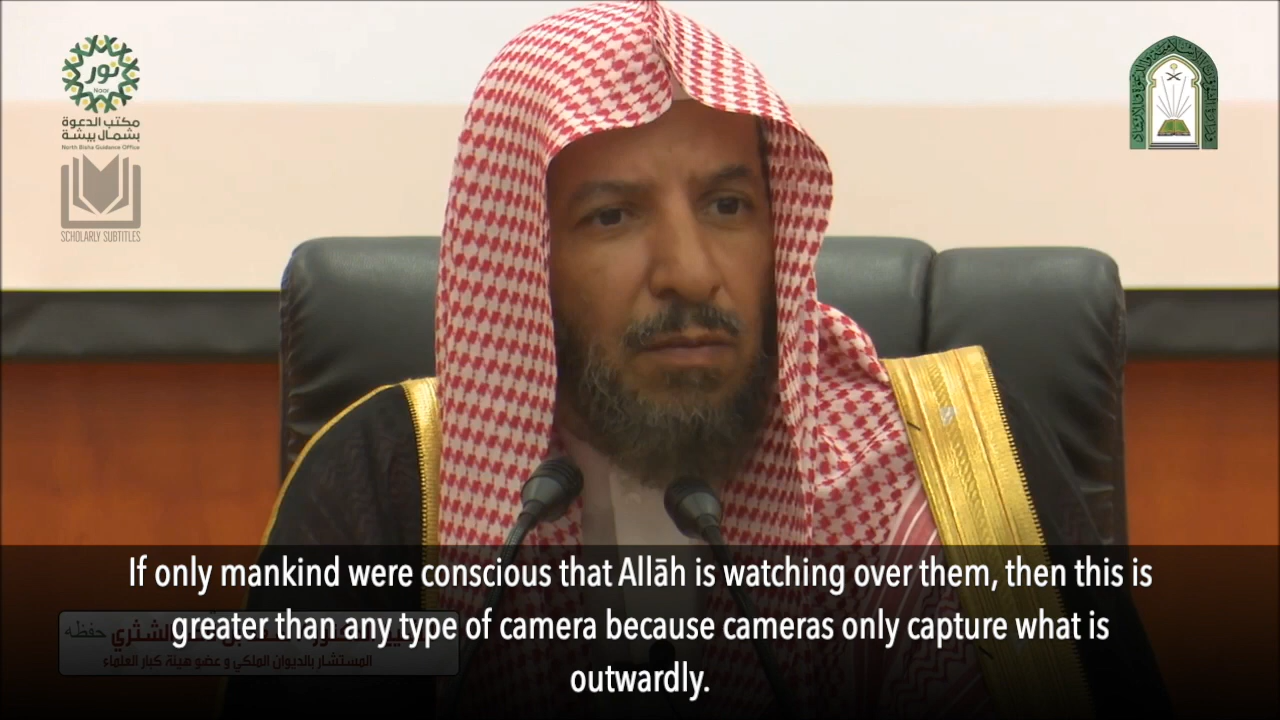 نور
Noor
مكتب الدعوة
بشمال بيشة
North Bisha Guidance Office
SCHOLARLY SUBTITLES
If only mankind were conscious that Allāh is watching over them, then this is
greater than any type of camera because cameras only capture what is
outwardly.
الشثري حفظه
المستشار بالديوان الملكي و عضو هيئة كبار العلماء